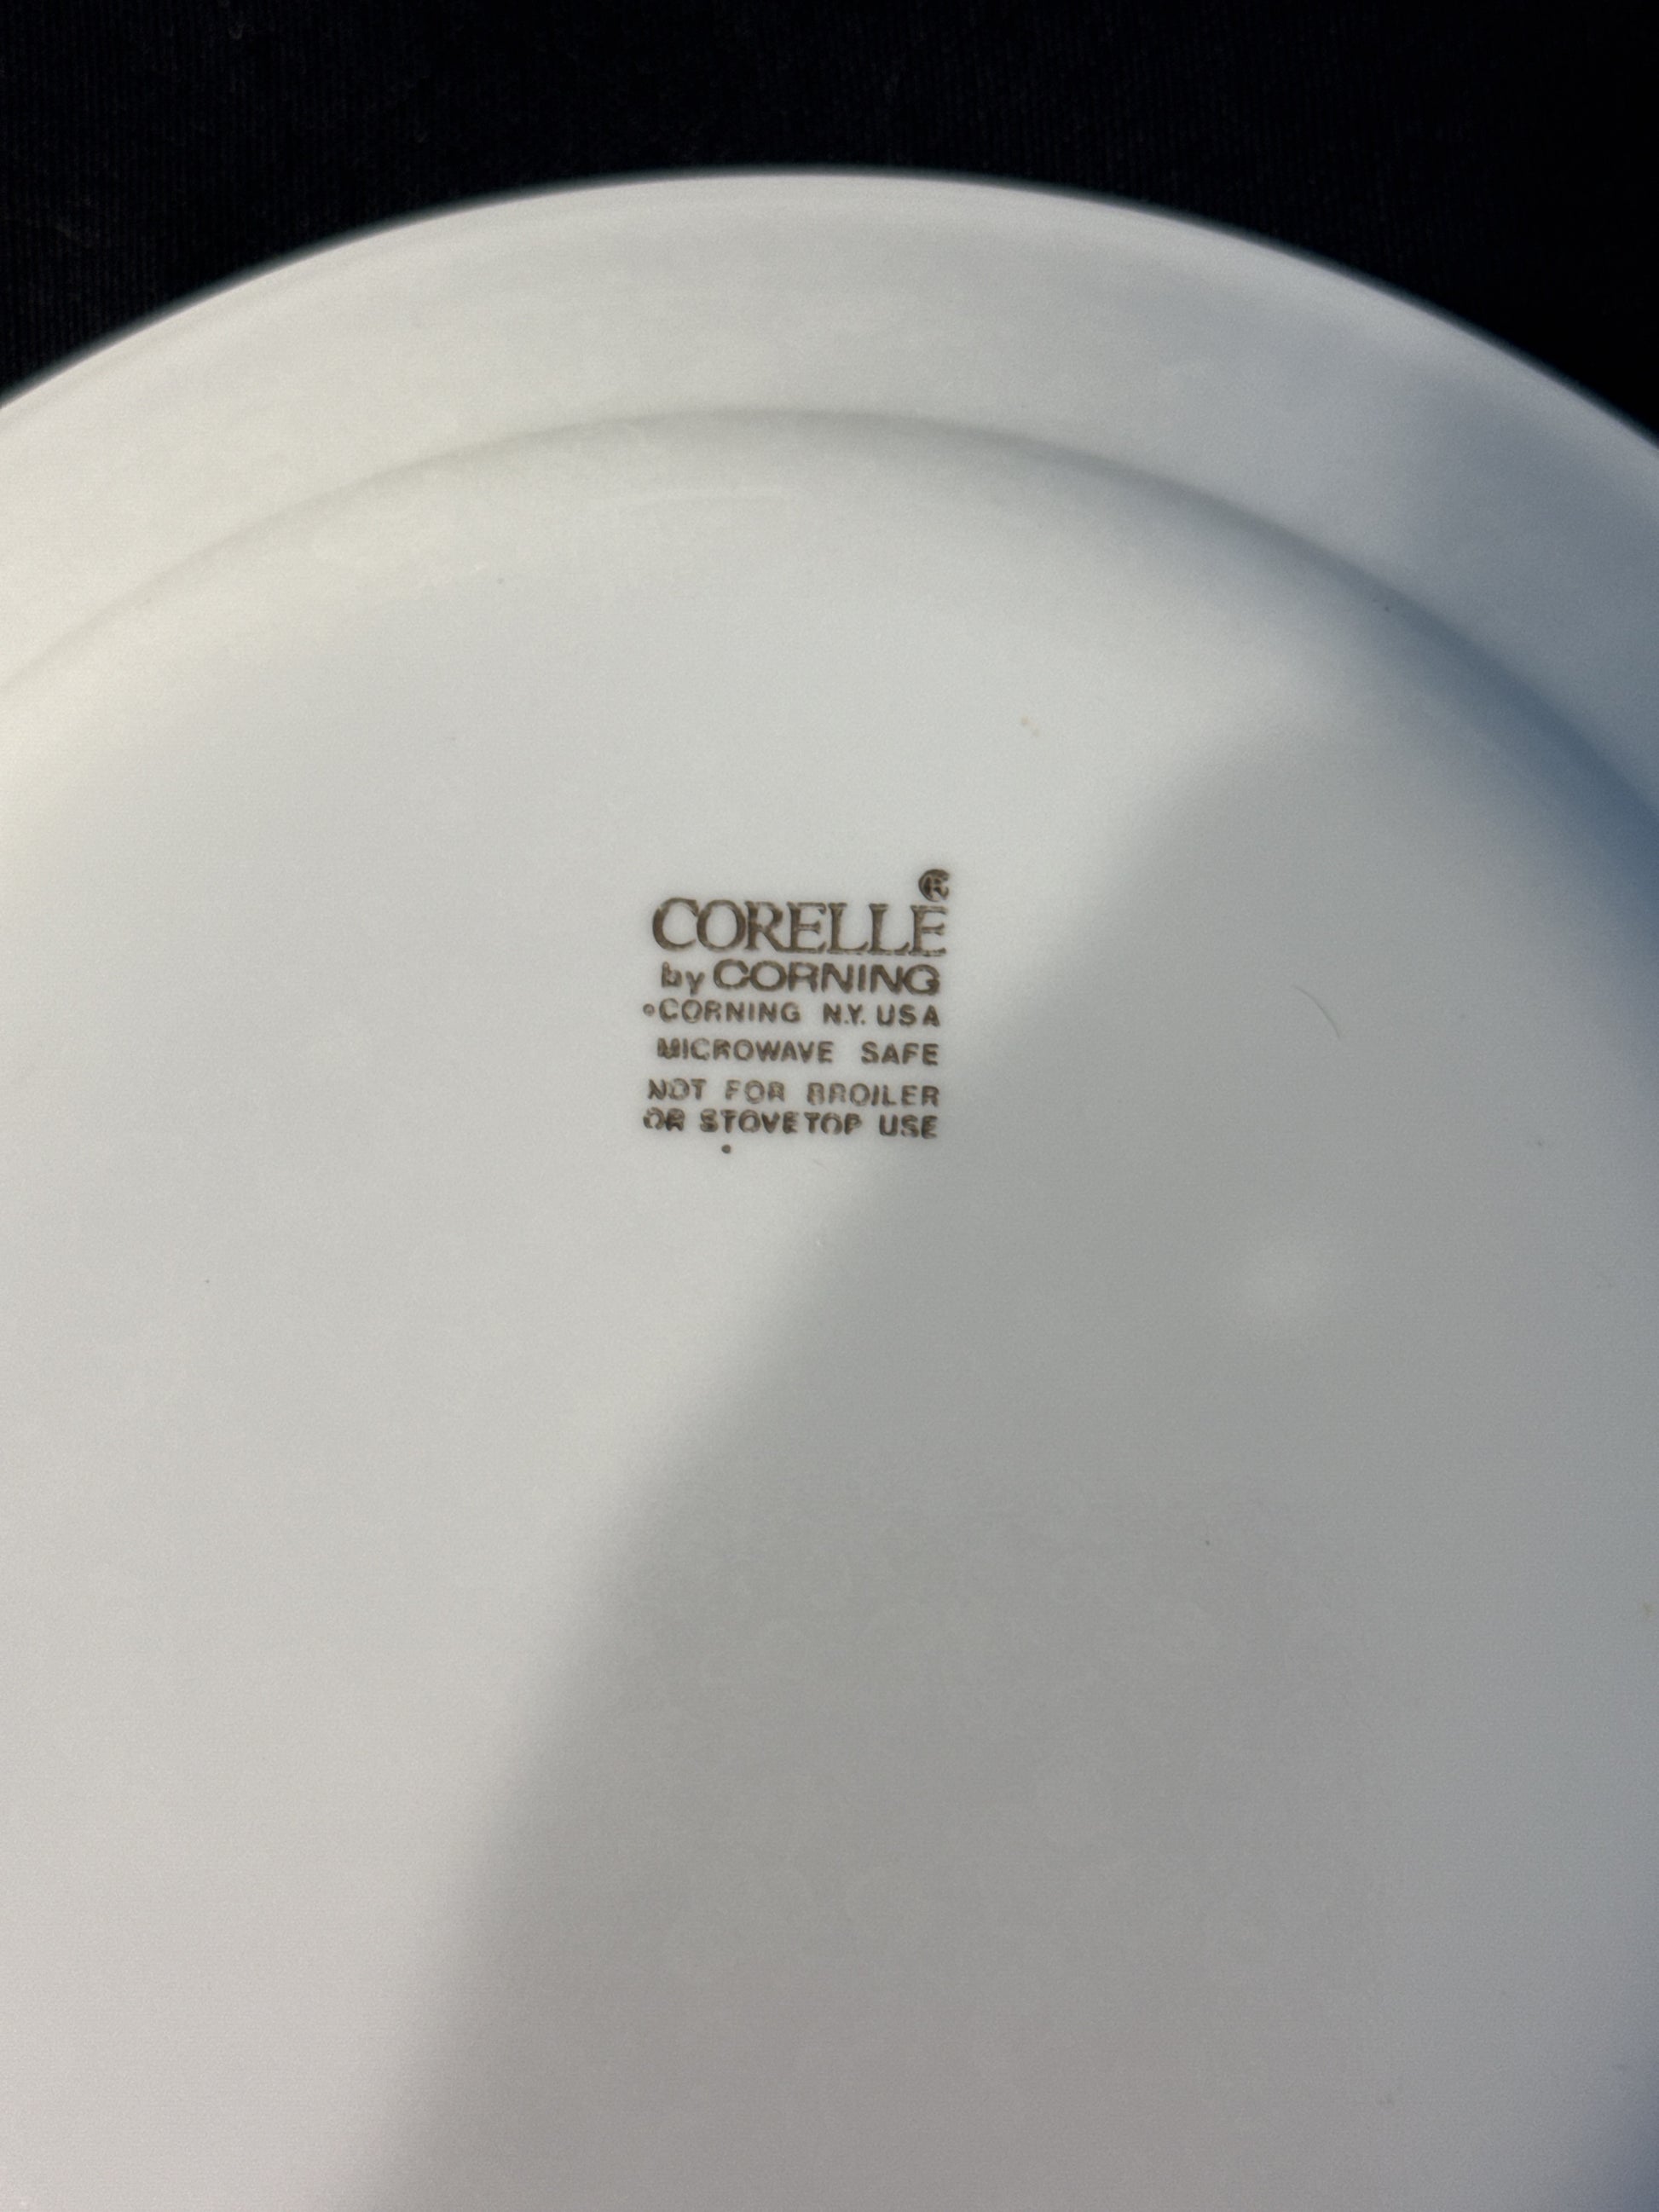 CORELLE®
by CORNING
CORNING N.Y. USA
MICROWAVE SAFE
NOT FOR BROILER
OR STOVETOP USE